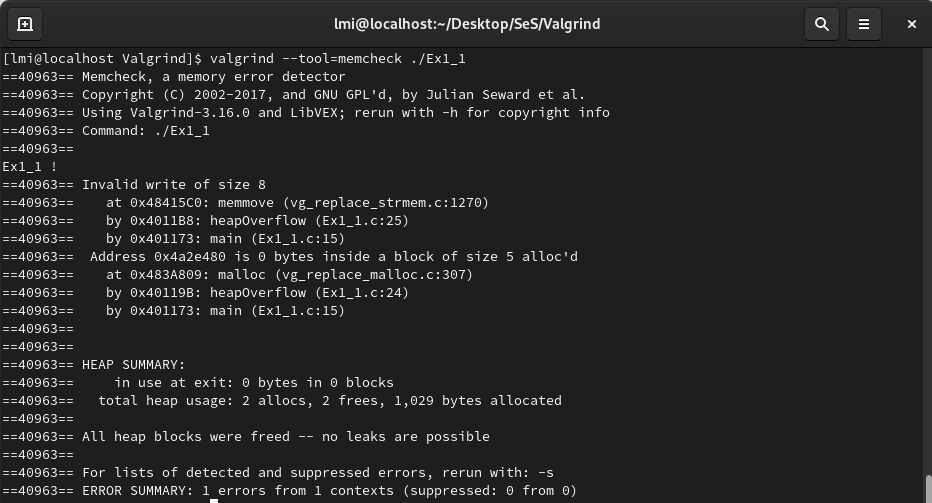 lmi@localhost:~/Desktop/SeS/Valgrind
[lmi@localhost Valgrind]$ valgrind --tool=memcheck ./Ex1_1
==40963== Memcheck, a memory error detector
==40963== Copyright (C) 2002-2017, and GNU GPL'd, by Julian Seward et al.
==40963== Using Valgrind-3.16.0 and LibVEX; rerun with -h for copyright info
==40963== Command: ./Ex1_1
==40963==
Ex1_1 !
==40963== Invalid write of size 8
==40963==    at 0x48415C0: memmove (vg_replace_strmem.c:1270)
==40963==    by 0x4011B8: heapOverflow (Ex1_1.c:25)
==40963==    by 0x401173: main (Ex1_1.c:15)
==40963==  Address 0x4a2e480 is 0 bytes inside a block of size 5 alloc'd
==40963==    at 0x483A809: malloc (vg_replace_malloc.c:307)
==40963==    by 0x40119B: heapOverflow (Ex1_1.c:24)
==40963==    by 0x401173: main (Ex1_1.c:15)
==40963==
==40963==
==40963== HEAP SUMMARY:
==40963==     in use at exit: 0 bytes in 0 blocks
==40963==   total heap usage: 2 allocs, 2 frees, 1,029 bytes allocated
==40963==
==40963== All heap blocks were freed -- no leaks are possible
==40963==
==40963== For lists of detected and suppressed errors, rerun with: -s
==40963== ERROR SUMMARY: 1 errors from 1 contexts (suppressed: 0 from 0)